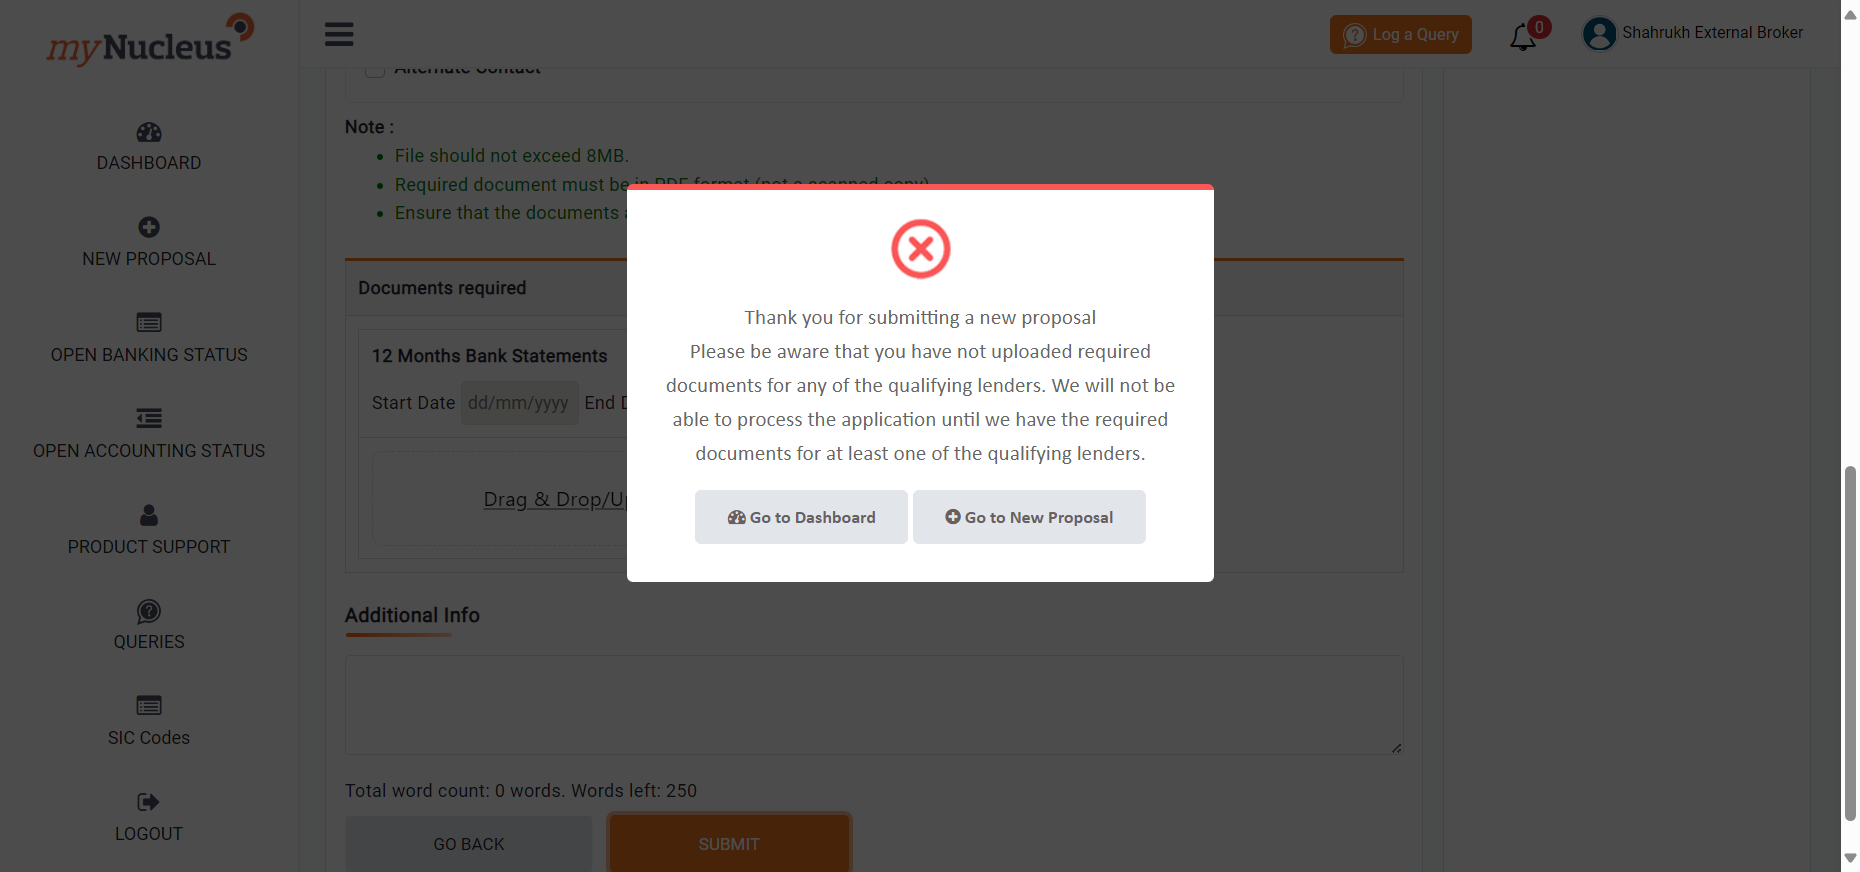 myNucleus
Log a Query
0
Shahrukh External Broker
DASHBOARD
NEW PROPOSAL
OPEN BANKING STATUS
OPEN ACCOUNTING STATUS
PRODUCT SUPPORT
QUERIES
SIC Codes
LOGOUT
Alternate Contact
Note :
File should not exceed 8MB.
Required document must be in PDF format (not a scanned copy)
Ensure that the documents
Documents required
12 Months Bank Statements
Start Date dd/mm/yyyy End
Drag & Drop/
Thank you for submitting a new proposal
Please be aware that you have not uploaded required
documents for any of the qualifying lenders. We will not be
able to process the application until we have the required
documents for at least one of the qualifying lenders.
Go to Dashboard
Go to New Proposal
Additional Info
Total word count: 0 words. Words left: 250
GO BACK
SUBMIT